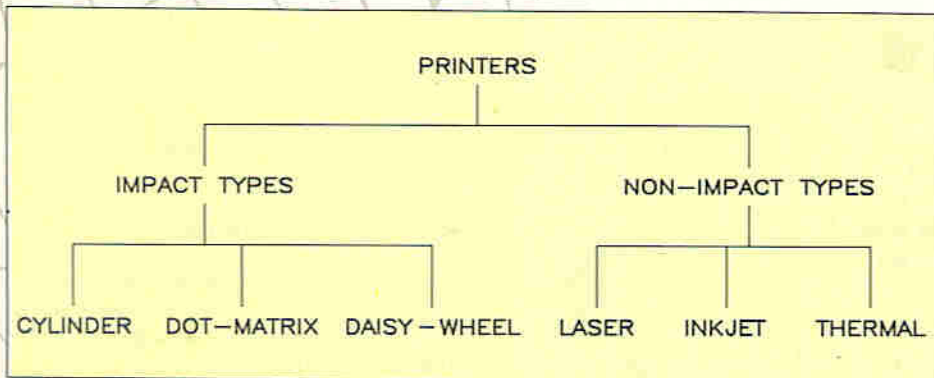 PRINTERS
IMPACT TYPES NON-IMPACT TYPES
CYLINDER DOT-MATRIX DAISY-WHEEL LASER INKJET THERMAL